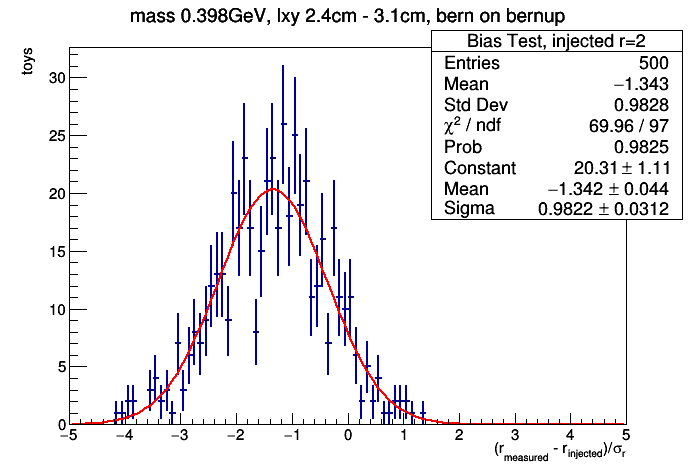 mass 0.398GeV, lxy 2.4cm - 3.1cm, bern on bernup
toys
Bias Test, injected r=2
Entries 500
Mean −1.343
Std Dev 0.9828
χ² / ndf 69.96 / 97
Prob 0.9825
Constant 20.31 ± 1.11
Mean −1.342 ± 0.044
Sigma 0.9822 ± 0.0312
30
25
20
15
10
5
0
−5 −4 −3 −2 −1 0 1 2 3 4 5
(r_measured - r_injected)/σ_r